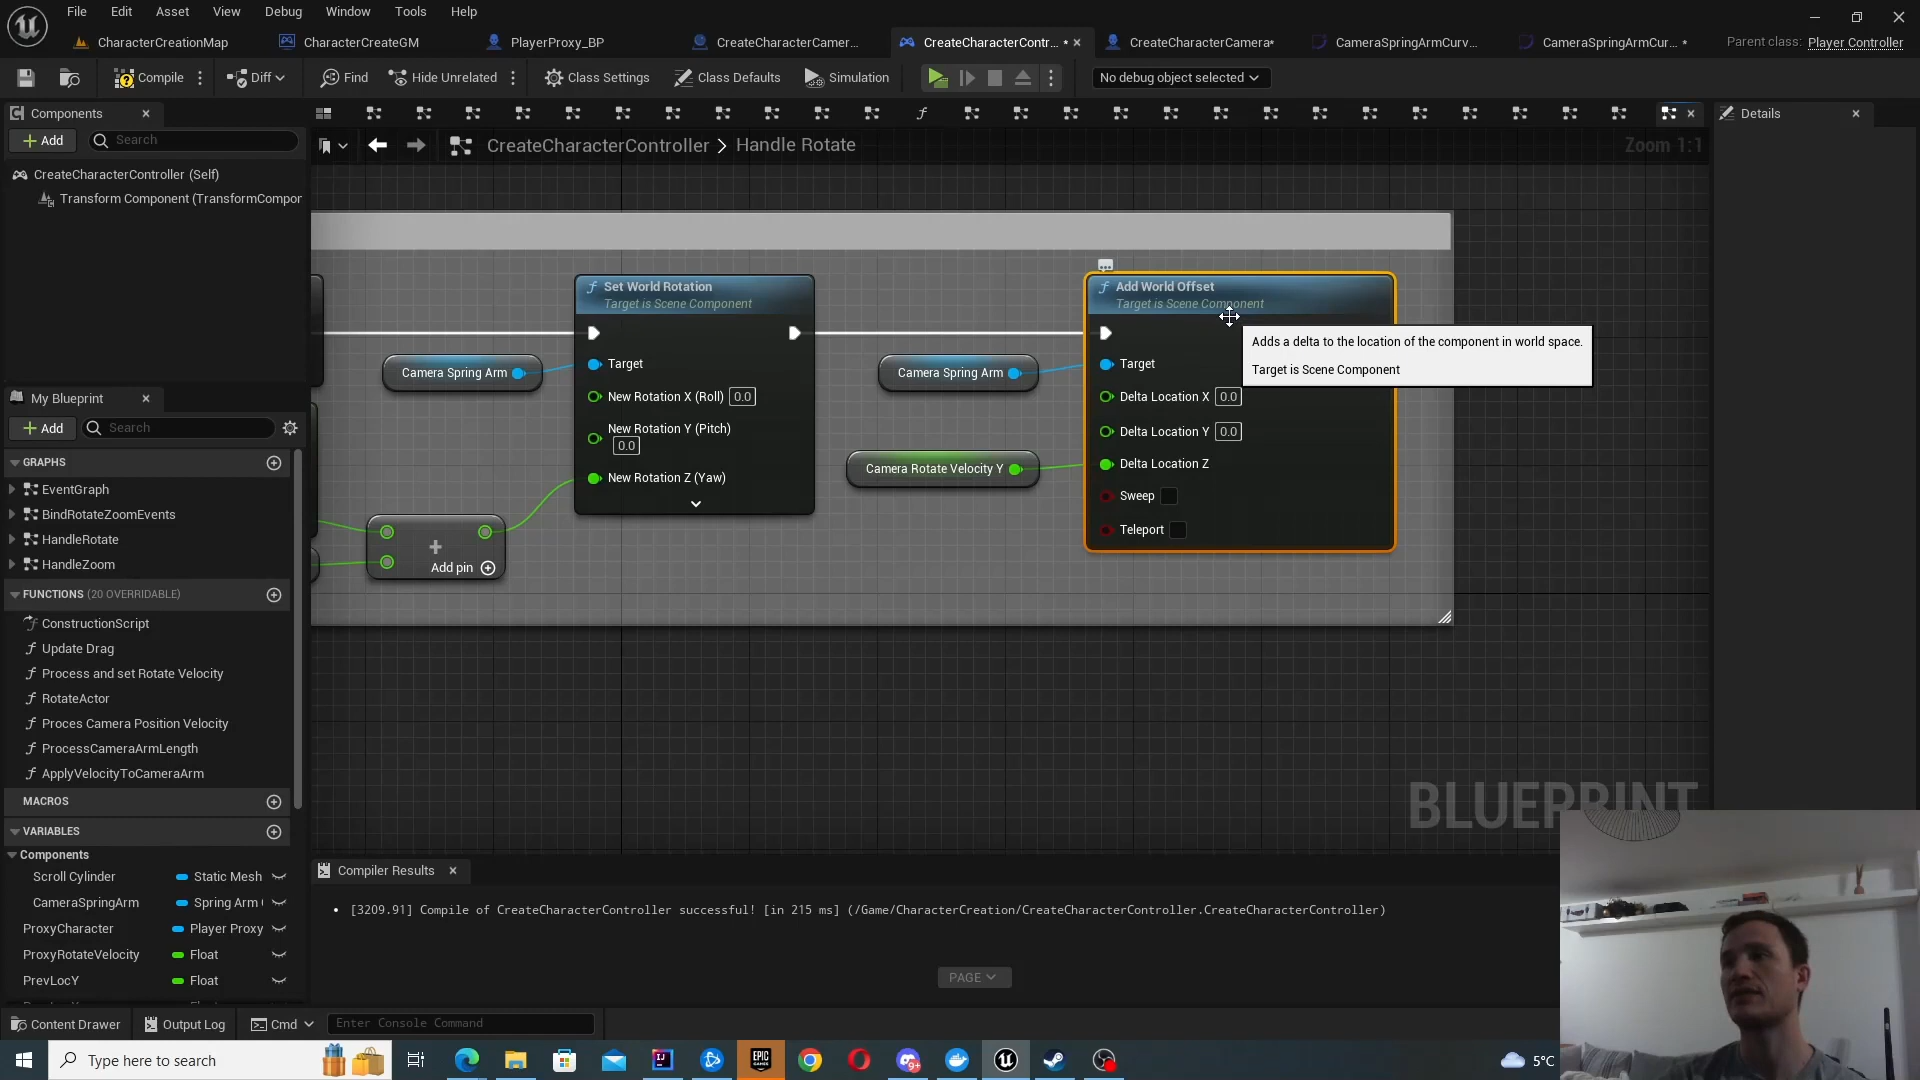 File Edit Asset View Debug Window Tools Help
CharacterCreationMap CharacterCreateGM PlayerProxy_BP CreateCharacterCamer... CreateCharacterContr... * CreateCharacterCamera* CameraSpringArmCurv... CameraSpringArmCur... * Parent class: Player Controller
Compile Diff Find Hide Unrelated Class Settings Class Defaults Simulation No debug object selected
Components
Details
Add Search
CreateCharacterController > Handle Rotate
Zoom 1:1
CreateCharacterController (Self)
Transform Component (TransformCompor
Set World Rotation
Target is Scene Component
Add World Offset
Target is Scene Component
Adds a delta to the location of the component in world space.
Target is Scene Component
Camera Spring Arm
Target
New Rotation X (Roll) 0.0
New Rotation Y (Pitch)
0.0
New Rotation Z (Yaw)
Camera Spring Arm
Target
Delta Location X 0.0
Delta Location Y 0.0
Camera Rotate Velocity Y
Delta Location Z
Sweep
Teleport
Add pin
My Blueprint
Add Search
GRAPHS
EventGraph
BindRotateZoomEvents
HandleRotate
HandleZoom
FUNCTIONS (20 OVERRIDABLE)
ConstructionScript
Update Drag
Process and set Rotate Velocity
RotateActor
Proces Camera Position Velocity
ProcessCameraArmLength
ApplyVelocityToCameraArm
MACROS
VARIABLES
Components
Scroll Cylinder Static Mesh
CameraSpringArm Spring Arm
ProxyCharacter Player Proxy
ProxyRotateVelocity Float
PrevLocY Float
BLUEPRINT
Compiler Results
[3209.91] Compile of CreateCharacterController successful! [in 215 ms] (/Game/CharacterCreation/CreateCharacterController.CreateCharacterController)
PAGE
Content Drawer Output Log Cmd Enter Console Command
Type here to search
EPIC GAMES
9+
5°C